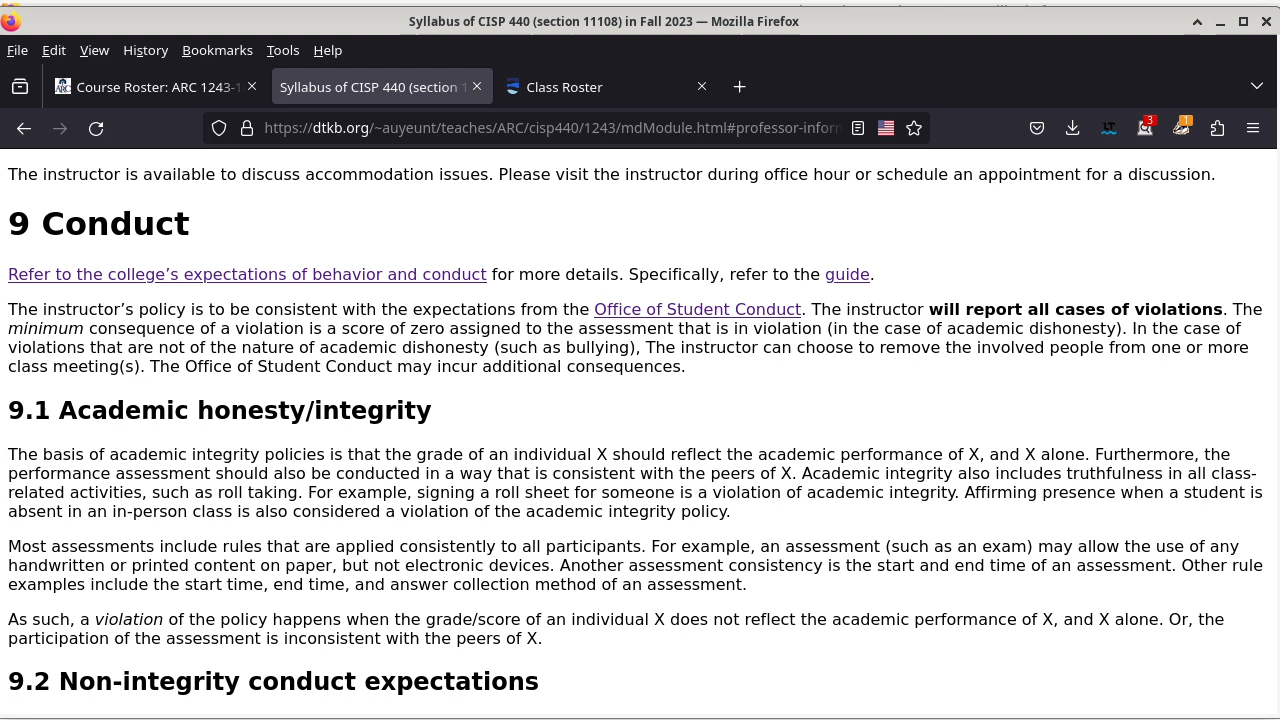 Syllabus of CISP 440 (section 11108) in Fall 2023 — Mozilla Firefox
File Edit View History Bookmarks Tools Help
Course Roster: ARC 1243-1
Syllabus of CISP 440 (section 1
Class Roster
https://dtkb.org/~auyeunt/teaches/ARC/cisp440/1243/mdModule.html#professor-inform
3
1
The instructor is available to discuss accommodation issues. Please visit the instructor during office hour or schedule an appointment for a discussion.
9 Conduct
Refer to the college’s expectations of behavior and conduct for more details. Specifically, refer to the guide.
The instructor’s policy is to be consistent with the expectations from the Office of Student Conduct. The instructor will report all cases of violations. The
minimum consequence of a violation is a score of zero assigned to the assessment that is in violation (in the case of academic dishonesty). In the case of
violations that are not of the nature of academic dishonesty (such as bullying), The instructor can choose to remove the involved people from one or more
class meeting(s). The Office of Student Conduct may incur additional consequences.
9.1 Academic honesty/integrity
The basis of academic integrity policies is that the grade of an individual X should reflect the academic performance of X, and X alone. Furthermore, the
performance assessment should also be conducted in a way that is consistent with the peers of X. Academic integrity also includes truthfulness in all class-
related activities, such as roll taking. For example, signing a roll sheet for someone is a violation of academic integrity. Affirming presence when a student is
absent in an in-person class is also considered a violation of the academic integrity policy.
Most assessments include rules that are applied consistently to all participants. For example, an assessment (such as an exam) may allow the use of any
handwritten or printed content on paper, but not electronic devices. Another assessment consistency is the start and end time of an assessment. Other rule
examples include the start time, end time, and answer collection method of an assessment.
As such, a violation of the policy happens when the grade/score of an individual X does not reflect the academic performance of X, and X alone. Or, the
participation of the assessment is inconsistent with the peers of X.
9.2 Non-integrity conduct expectations